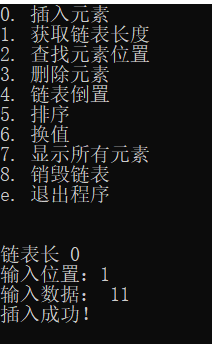 0. 插入元素
1. 获取链表长度
2. 查找元素位置
3. 删除元素
4. 链表倒置
5. 排序
6. 换值
7. 显示所有元素
8. 销毁链表
e. 退出程序
链表长 0
输入位置：1
输入数据： 11
插入成功！